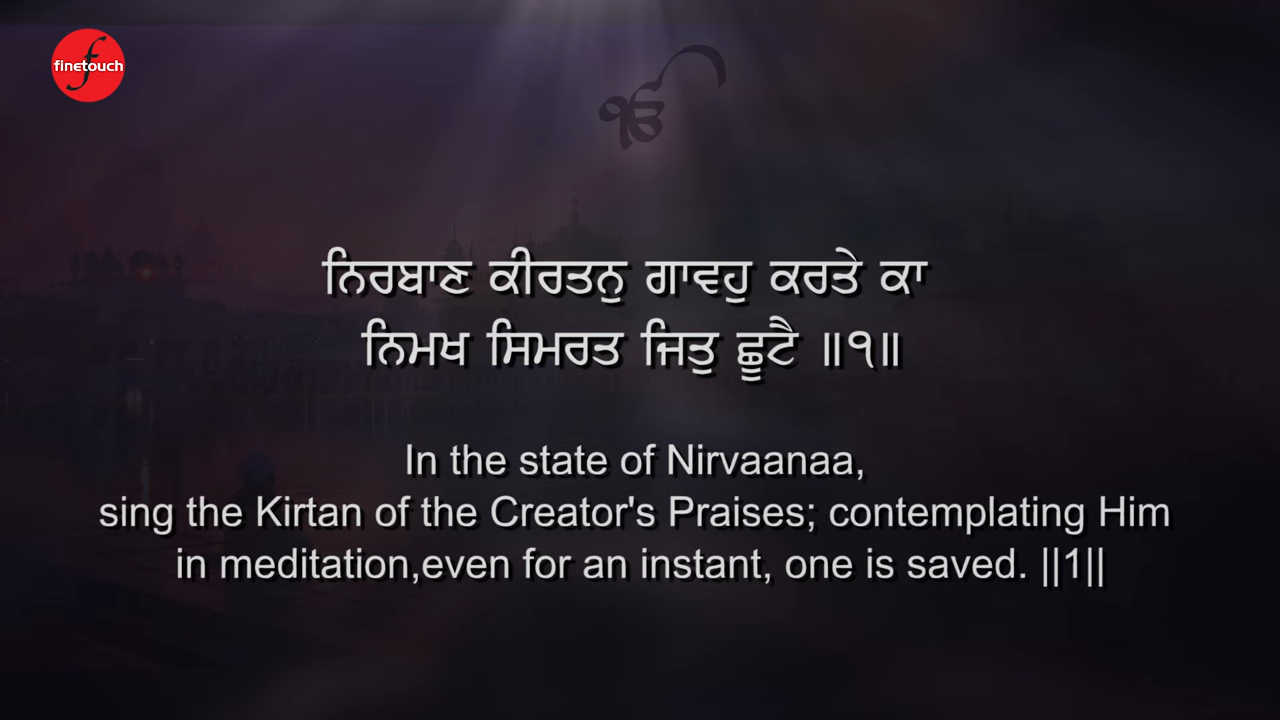 finetouch
ੴ
ਨਿਰਬਾਣ ਕੀਰਤਨੁ ਗਾਵਹੁ ਕਰਤੇ ਕਾ
ਨਿਮਖ ਸਿਮਰਤ ਜਿਤੁ ਛੂਟੈ ॥੧॥
In the state of Nirvaanaa,
sing the Kirtan of the Creator's Praises; contemplating Him
in meditation,even for an instant, one is saved. ||1||